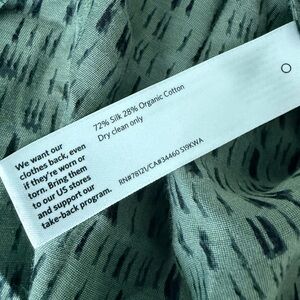 We want our
clothes back, even
if they're worn or
torn. Bring them
to our US stores
and support our
take-back program.
72% Silk 28% Organic Cotton
Dry clean only
RN#78121/CA#34460 SI9KWA